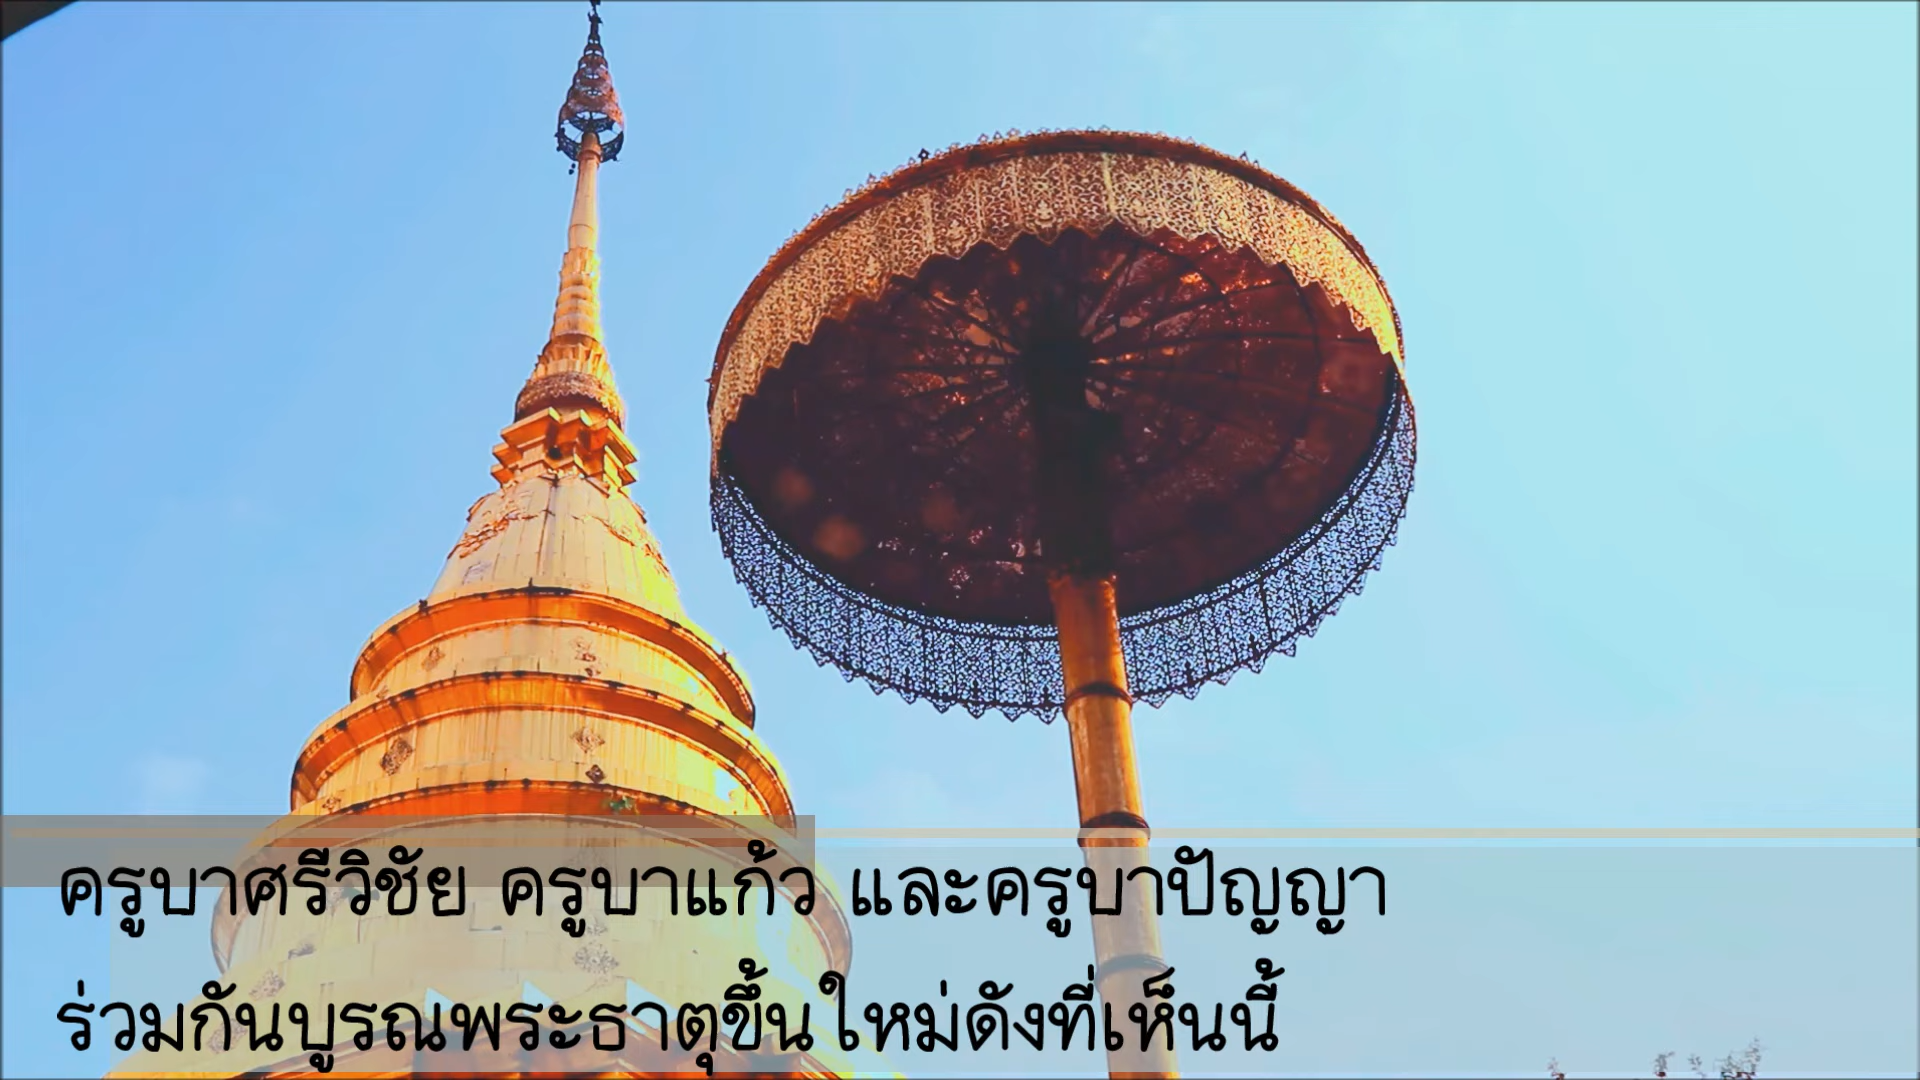 ครูบาศรีวิชัย ครูบาแก้ว และครูบาปัญญา
ร่วมกันบูรณพระธาตุขึ้นใหม่ดังที่เห็นนี้